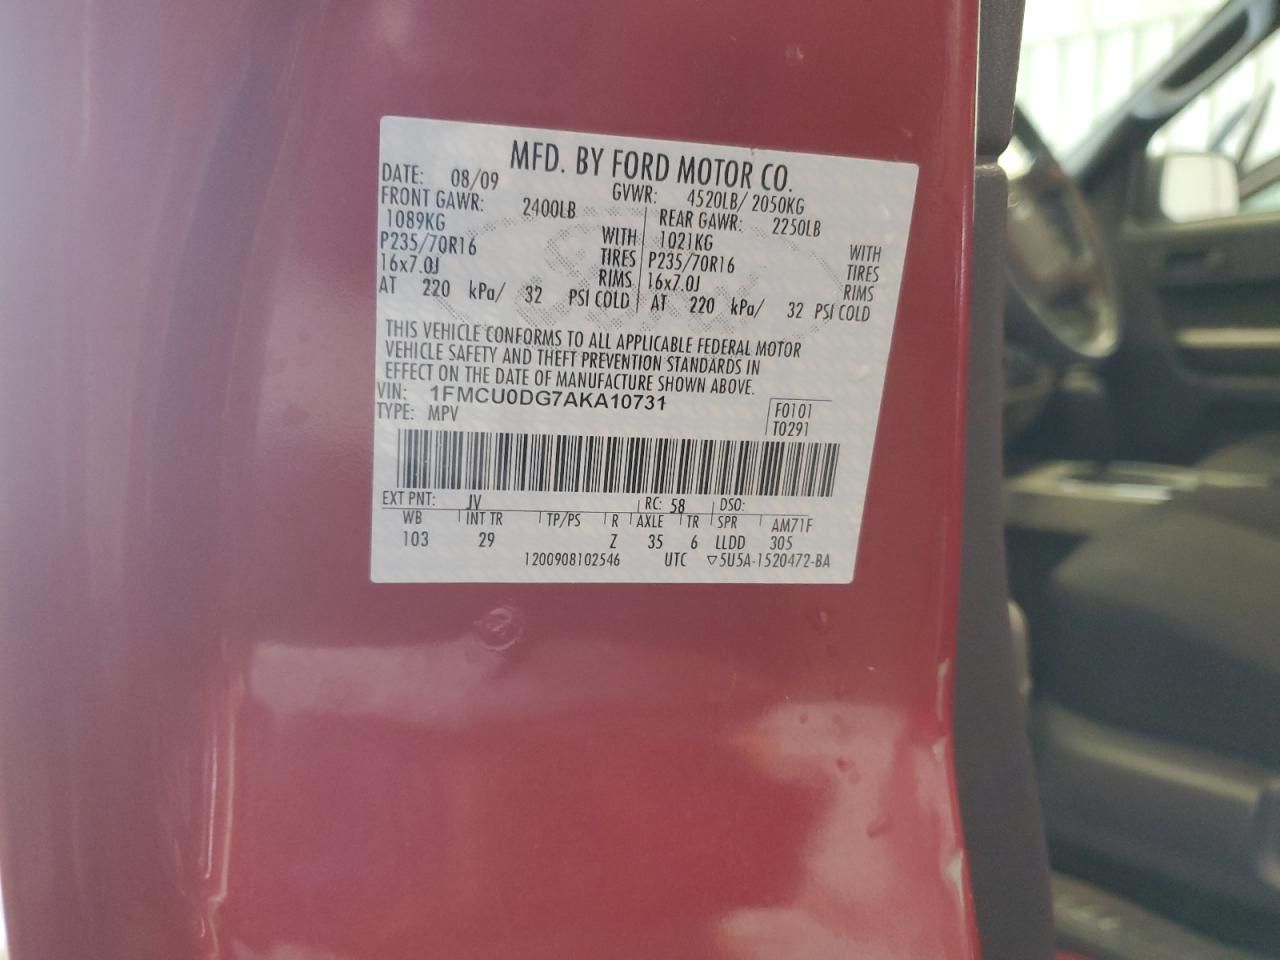 MFD. BY FORD MOTOR CO.
DATE: 08/09 GVWR: 4520LB/ 2050KG
FRONT GAWR: 2400LB REAR GAWR: 2250LB
1089KG WITH 1021KG WITH
P235/70R16 TIRES P235/70R16 TIRES
16x7.0J RIMS 16x7.0J RIMS
AT 220 kPa/ 32 PSI COLD AT 220 kPa/ 32 PSI COLD
THIS VEHICLE CONFORMS TO ALL APPLICABLE FEDERAL MOTOR
VEHICLE SAFETY AND THEFT PREVENTION STANDARDS IN
EFFECT ON THE DATE OF MANUFACTURE SHOWN ABOVE.
VIN: 1FMCU0DG7AKA10731 F0101
TYPE: MPV T0291
EXT PNT: JV RC: 58 DSO:
WB INT TR TP/PS R AXLE TR SPR AM71F
103 29 Z 35 6 LLDD 305
1200908102546 UTC ▽5U5A-1520472-BA